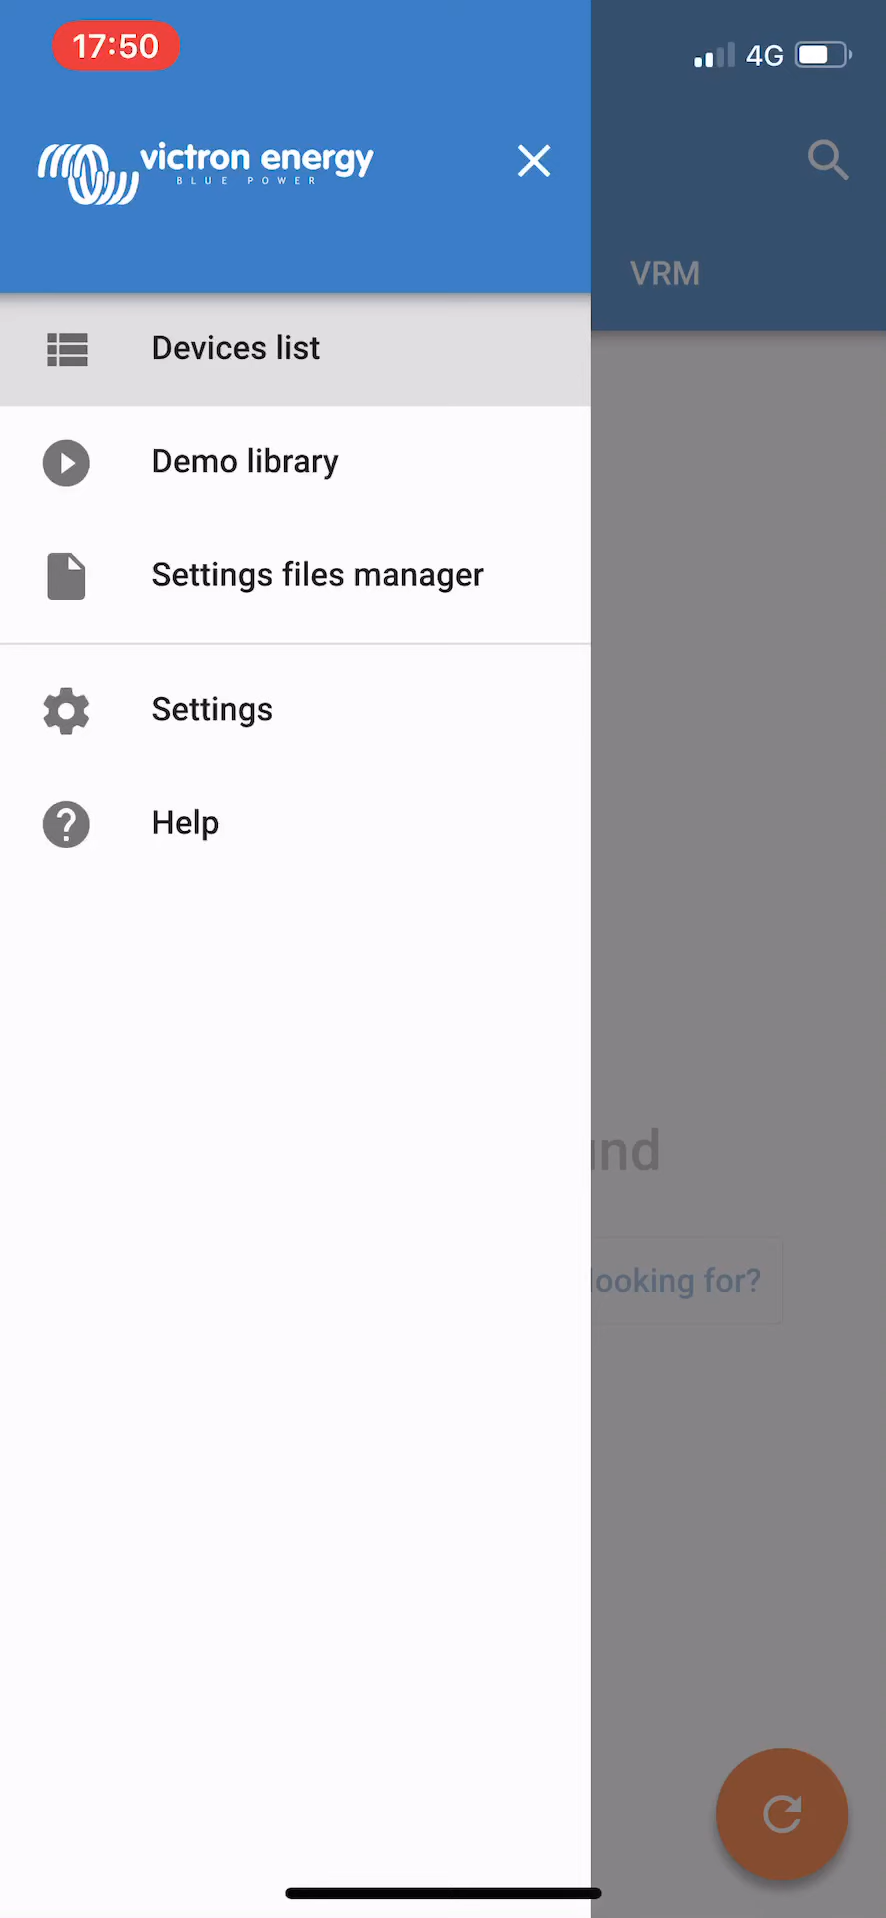 17:50
4G
victron energy
BLUE POWER
VRM
Devices list
Demo library
Settings files manager
Settings
Help
looking for?